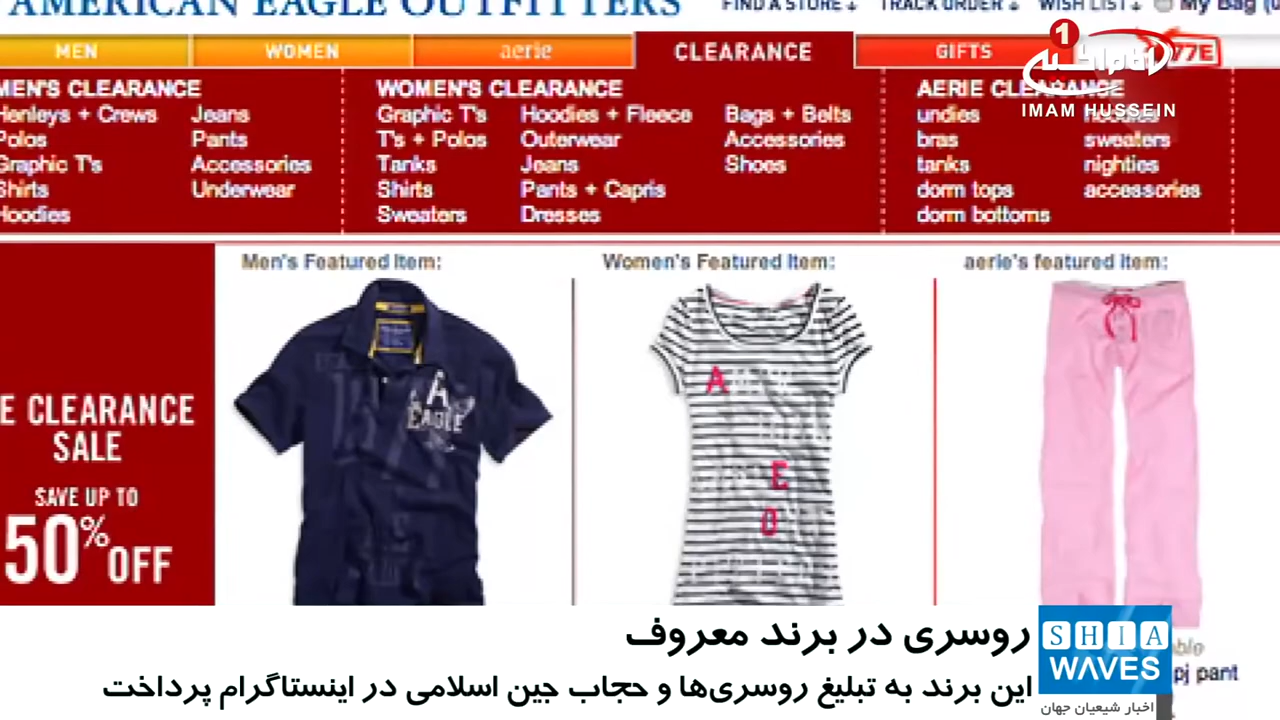 AMERICAN EAGLE OUTFITTERS
FIND A STORE
TRACK ORDER
WISH LIST
My Bag
MEN
WOMEN
aerie
CLEARANCE
GIFTS
77E
1
IMAM HUSSEIN
MEN'S CLEARANCE
Henleys + Crews
Polos
Graphic T's
Shirts
Hoodies
Jeans
Pants
Accessories
Underwear
WOMEN'S CLEARANCE
Graphic T's
T's + Polos
Tanks
Shirts
Sweaters
Hoodies + Fleece
Outerwear
Jeans
Pants + Capris
Dresses
Bags + Belts
Accessories
Shoes
AERIE CLEARANCE
undies
bras
tanks
dorm tops
dorm bottoms
sweaters
nighties
accessories
E CLEARANCE
SALE
SAVE UP TO
50% OFF
Men's Featured Item:
Women's Featured Item:
aerie's featured item:
A
EAGLE
A
E
O
pj pant
روسری در برند معروف
این برند به تبلیغ روسری‌ها و حجاب جین اسلامی در اینستاگرام پرداخت
SHIA
WAVES
اخبار شیعیان جهان